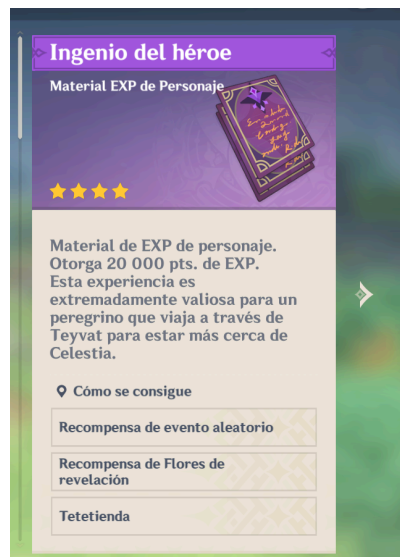 Ingenio del héroe
Material EXP de Personaje
Material de EXP de personaje.
Otorga 20 000 pts. de EXP.
Esta experiencia es
extremadamente valiosa para un
peregrino que viaja a través de
Teyvat para estar más cerca de
Celestia.
Cómo se consigue
Recompensa de evento aleatorio
Recompensa de Flores de
revelación
Tetetienda